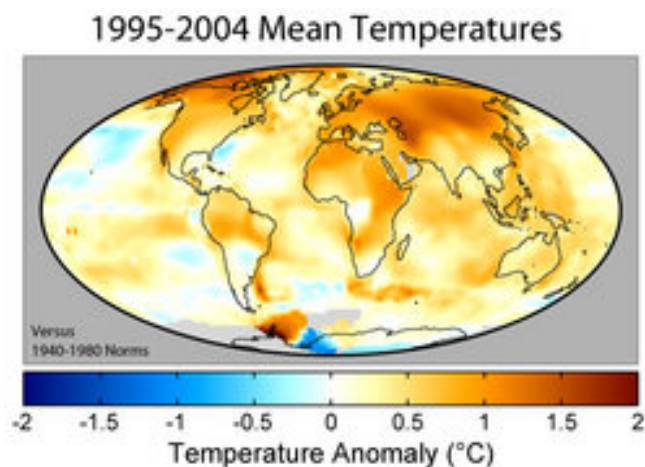 1995-2004 Mean Temperatures
Versus
1940-1980 Norms
-2 -1.5 -1 -0.5 0 0.5 1 1.5 2
Temperature Anomaly (°C)